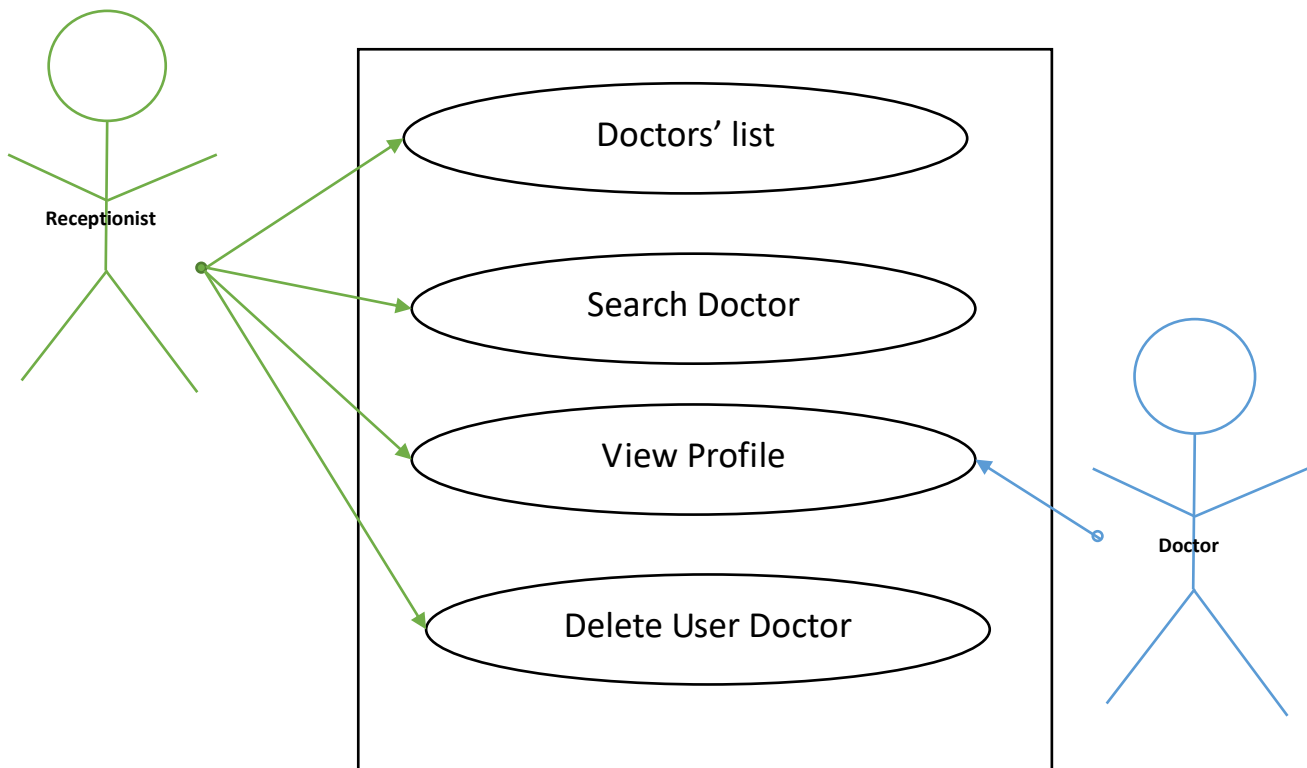 Doctors’ list
Receptionist
Search Doctor
View Profile
Doctor
Delete User Doctor